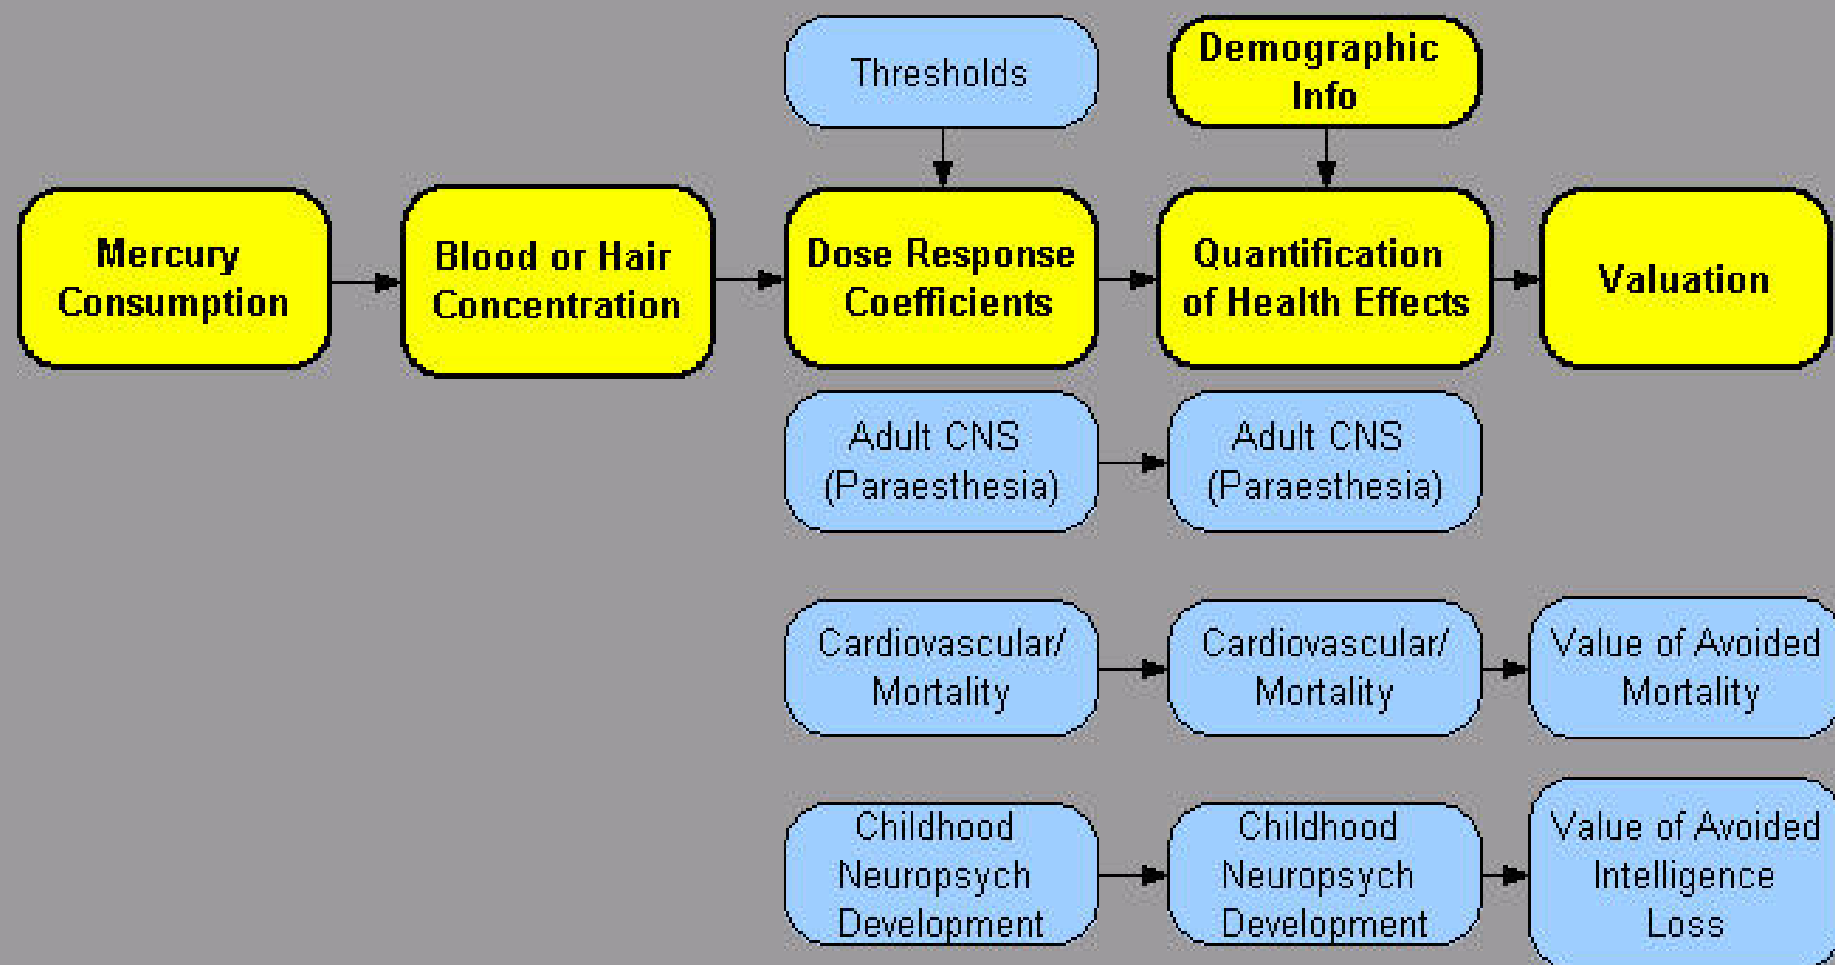 Thresholds
Demographic
Info
Mercury
Consumption
Blood or Hair
Concentration
Dose Response
Coefficients
Quantification
of Health Effects
Valuation
Adult CNS
(Paraesthesia)
Adult CNS
(Paraesthesia)
Cardiovascular/
Mortality
Cardiovascular/
Mortality
Value of Avoided
Mortality
Childhood
Neuropsych
Development
Childhood
Neuropsych
Development
Value of Avoided
Intelligence
Loss